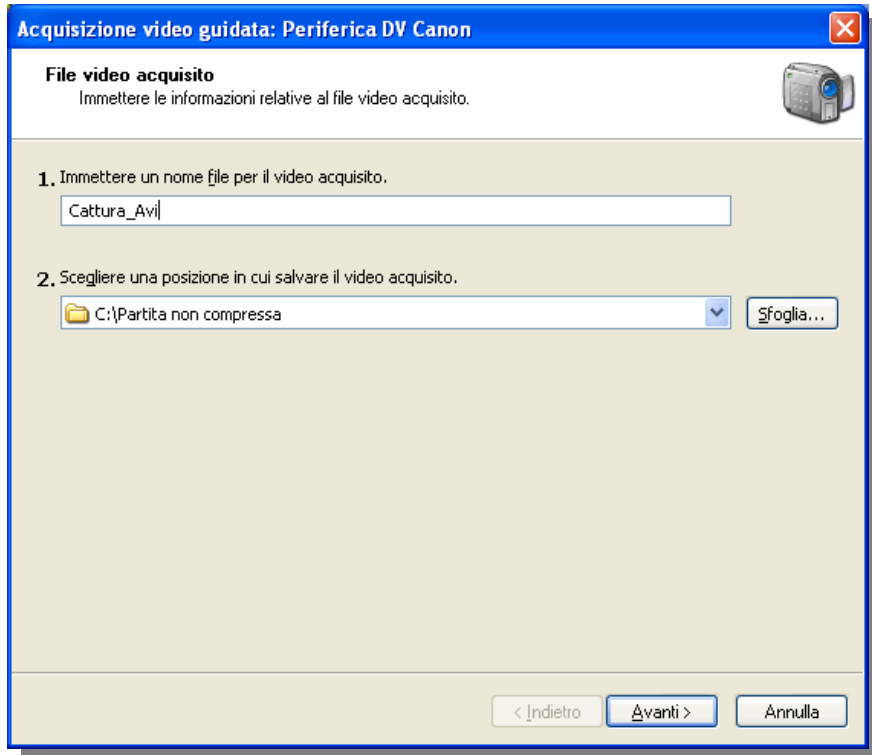 Acquisizione video guidata: Periferica DV Canon
File video acquisito
Immettere le informazioni relative al file video acquisito.
1. Immettere un nome file per il video acquisito.
Cattura_Avi
2. Scegliere una posizione in cui salvare il video acquisito.
C:\Partita non compressa
Sfoglia...
< Indietro Avanti > Annulla